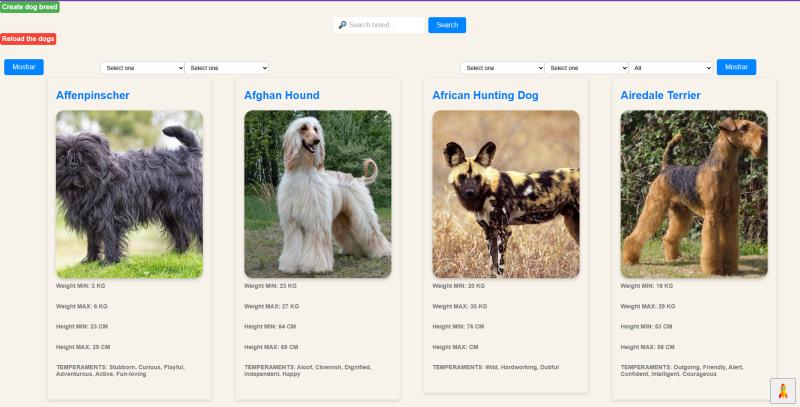 Create dog breed
Search breed...
Search
Reload the dogs
Mostrar
Select one
Select one
Select one
Select one
All
Mostrar
Affenpinscher
Weight MIN: 3 KG
Weight MAX: 6 KG
Height MIN: 23 CM
Height MAX: 29 CM
TEMPERAMENTS: Stubborn, Curious, Playful,
Adventurous, Active, Fun-loving
Afghan Hound
Weight MIN: 23 KG
Weight MAX: 27 KG
Height MIN: 64 CM
Height MAX: 69 CM
TEMPERAMENTS: Aloof, Clownish, Dignified,
Independent, Happy
African Hunting Dog
Weight MIN: 20 KG
Weight MAX: 30 KG
Height MIN: 76 CM
Height MAX: CM
TEMPERAMENTS: Wild, Hardworking, Dutiful
Airedale Terrier
Weight MIN: 18 KG
Weight MAX: 29 KG
Height MIN: 53 CM
Height MAX: 58 CM
TEMPERAMENTS: Outgoing, Friendly, Alert,
Confident, Intelligent, Courageous